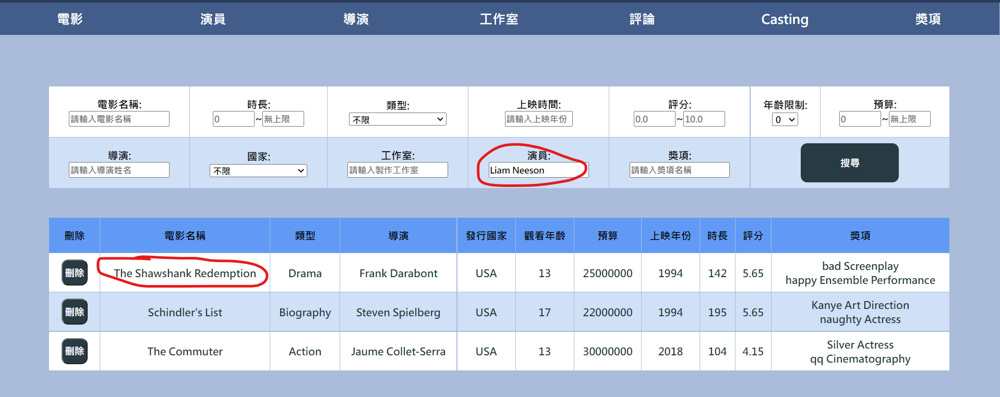 電影 演員 導演 工作室 評論 Casting 獎項
電影名稱: 時長: 類型: 上映時間: 評分: 年齡限制: 預算:
請輸入電影名稱 0 ~ 無上限 不限 請輸入上映年份 0.0 ~ 10.0 0 0 ~ 無上限
導演: 國家: 工作室: 演員: 獎項:
請輸入導演姓名 不限 請輸入製作工作室 Liam Neeson 請輸入獎項名稱 搜尋
刪除 電影名稱 類型 導演 發行國家 觀看年齡 預算 上映年份 時長 評分 獎項
刪除 The Shawshank Redemption Drama Frank Darabont USA 13 25000000 1994 142 5.65 bad Screenplay
happy Ensemble Performance
刪除 Schindler's List Biography Steven Spielberg USA 17 22000000 1994 195 5.65 Kanye Art Direction
naughty Actress
刪除 The Commuter Action Jaume Collet-Serra USA 13 30000000 2018 104 4.15 Silver Actress
qq Cinematography